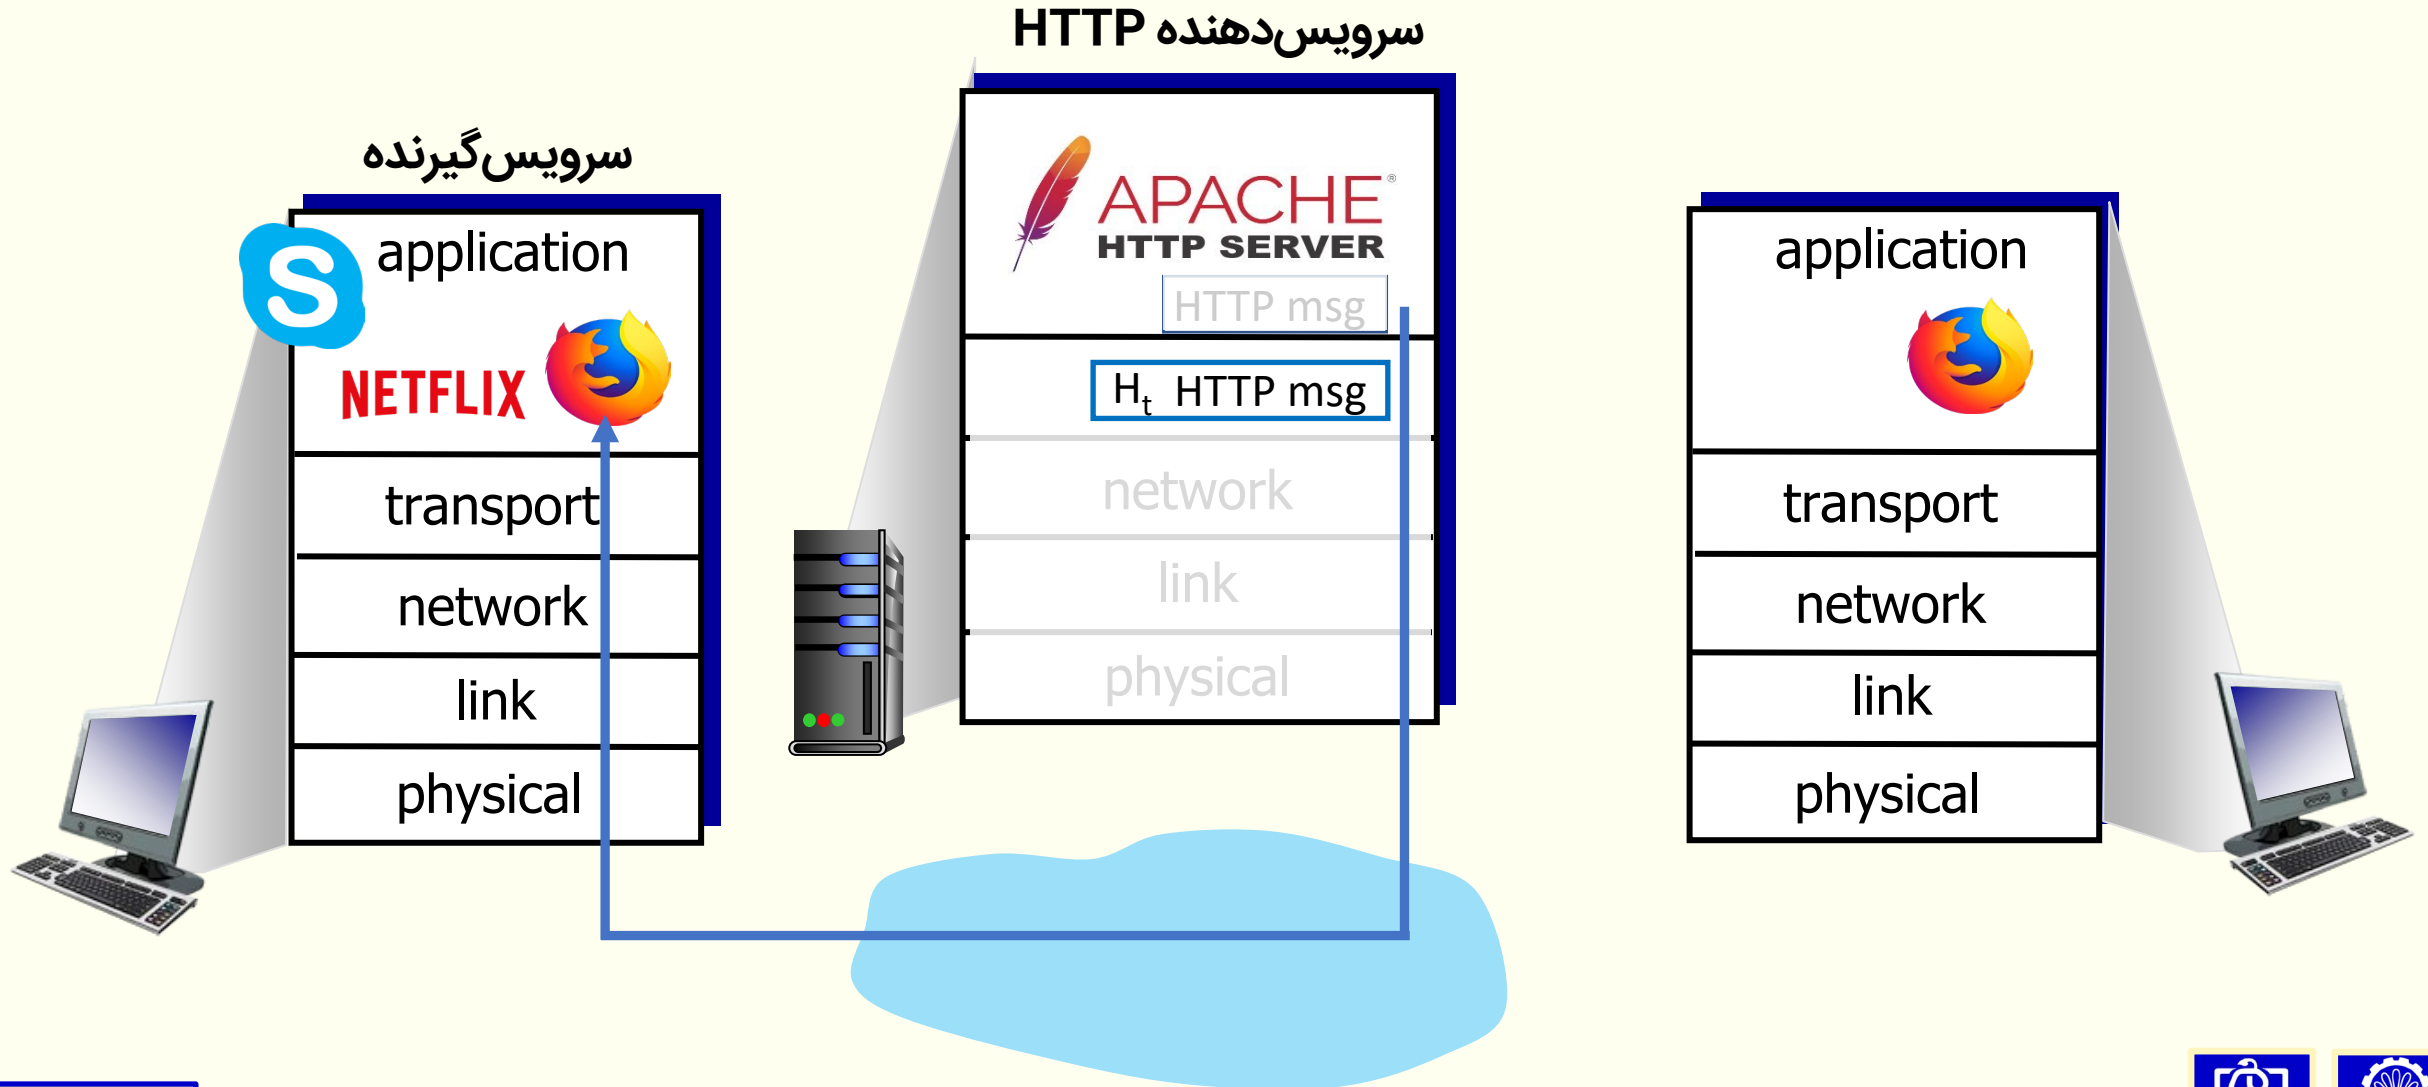 سرویس‌دهنده HTTP
سرویس‌گیرنده
application
S
NETFLIX
transport
network
link
physical
APACHE®
HTTP SERVER
HTTP msg
Ht HTTP msg
network
link
physical
application
transport
network
link
physical